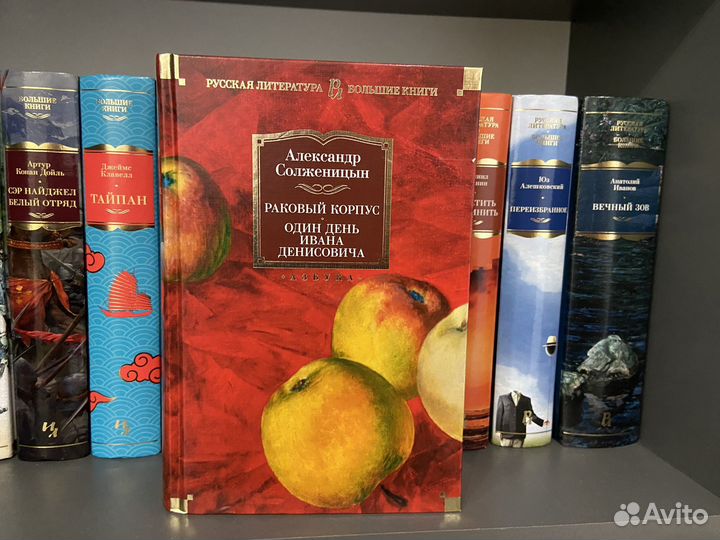 БОЛЬШИЕ
КНИГИ
Артур
Конан Дойль
СЭР НАЙДЖЕЛ
БЕЛЫЙ ОТРЯД
БОЛЬШИЕ
КНИГИ
Джеймс
Клавелл
ТАЙПАН
РУССКАЯ ЛИТЕРАТУРА БОЛЬШИЕ КНИГИ
Александр
Солженицын
РАКОВЫЙ КОРПУС
ОДИН ДЕНЬ
ИВАНА
ДЕНИСОВИЧА
АЗБУКА
РУССКАЯ
ЛИТЕРАТУРА
БОЛЬШИЕ
КНИГИ
Юз
Алешковский
ПЕРЕИЗБРАННОЕ
РУССКАЯ
ЛИТЕРАТУРА
БОЛЬШИЕ
КНИГИ
Анатолий
Иванов
ВЕЧНЫЙ ЗОВ
Avito